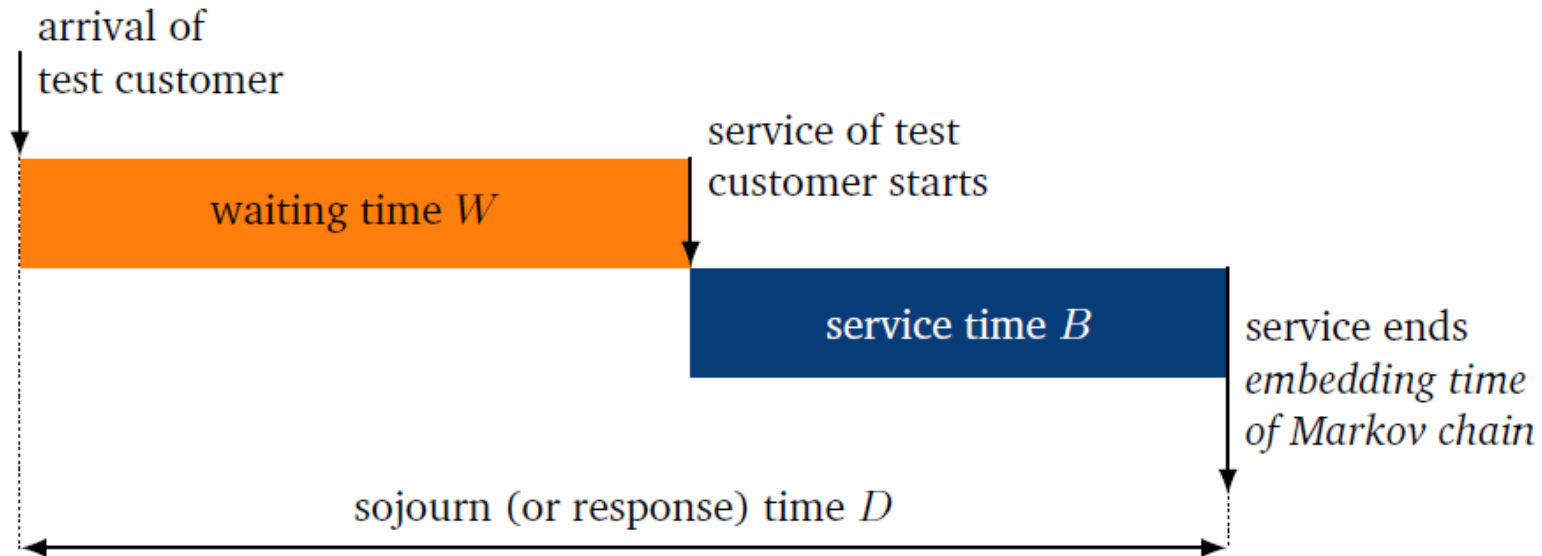 arrival of
test customer
service of test
customer starts
waiting time W
service time B
service ends
embedding time
of Markov chain
sojourn (or response) time D